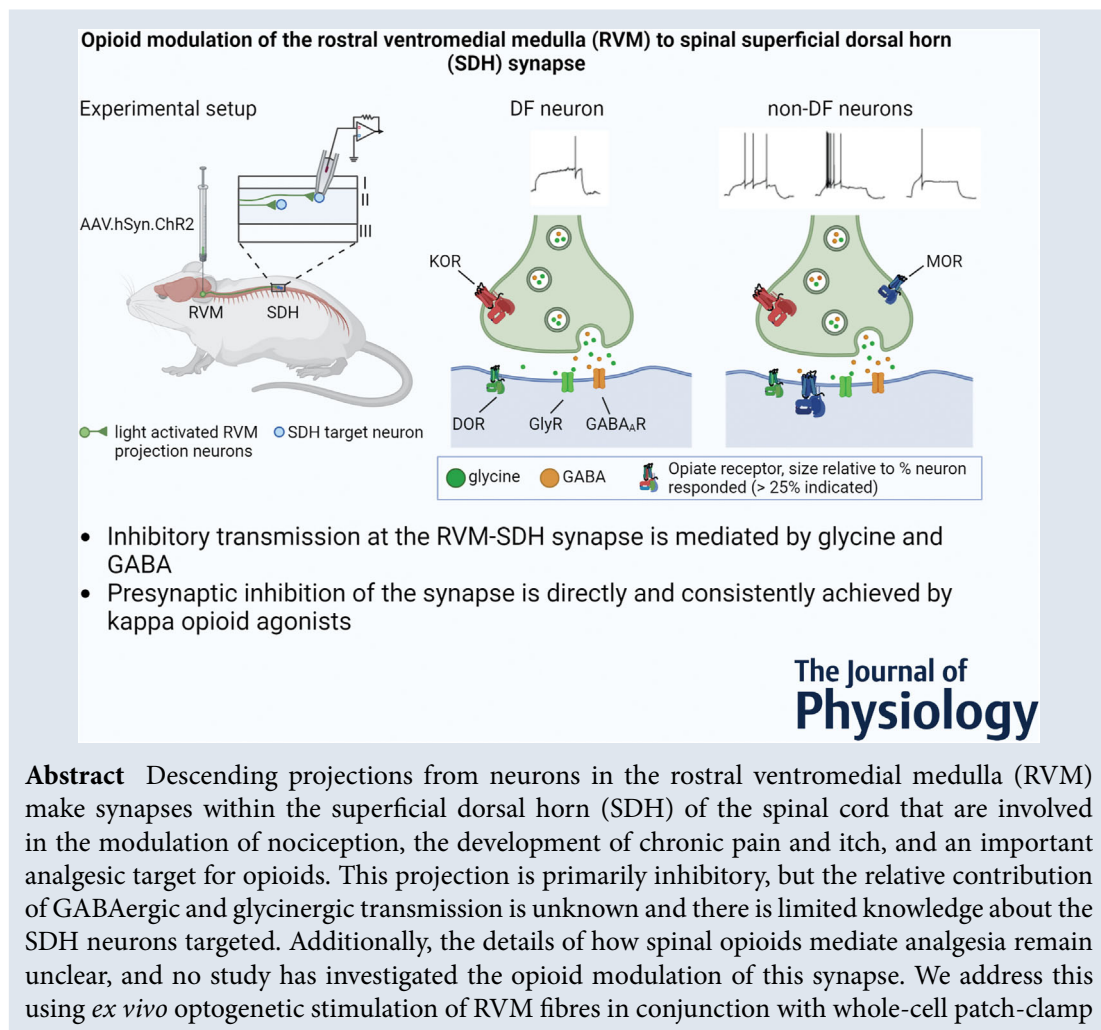 Opioid modulation of the rostral ventromedial medulla (RVM) to spinal superficial dorsal horn
(SDH) synapse
Experimental setup
DF neuron
non-DF neurons
I
II
III
AAV.hSyn.ChR2
RVM
SDH
KOR
MOR
DOR
GlyR
GABAAR
light activated RVM
projection neurons
SDH target neuron
glycine
GABA
Opiate receptor, size relative to % neuron
responded (> 25% indicated)
• Inhibitory transmission at the RVM-SDH synapse is mediated by glycine and
GABA
• Presynaptic inhibition of the synapse is directly and consistently achieved by
kappa opioid agonists
The Journal of
Physiology
Abstract Descending projections from neurons in the rostral ventromedial medulla (RVM)
make synapses within the superficial dorsal horn (SDH) of the spinal cord that are involved
in the modulation of nociception, the development of chronic pain and itch, and an important
analgesic target for opioids. This projection is primarily inhibitory, but the relative contribution
of GABAergic and glycinergic transmission is unknown and there is limited knowledge about the
SDH neurons targeted. Additionally, the details of how spinal opioids mediate analgesia remain
unclear, and no study has investigated the opioid modulation of this synapse. We address this
using ex vivo optogenetic stimulation of RVM fibres in conjunction with whole-cell patch-clamp